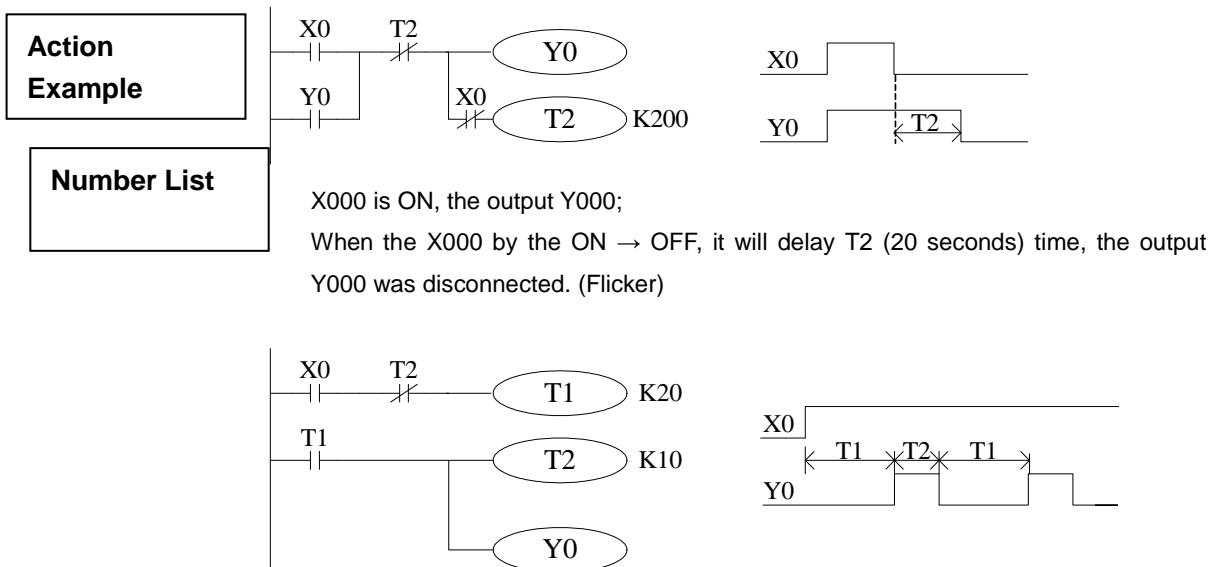 Action
Example
X0 T2
Y0
Y0 X0
T2 K200
X0
Y0 T2
Number List
X000 is ON, the output Y000;
When the X000 by the ON → OFF, it will delay T2 (20 seconds) time, the output
Y000 was disconnected. (Flicker)
X0 T2
T1 K20
T1
T2 K10
Y0
X0
T1 T2 T1
Y0